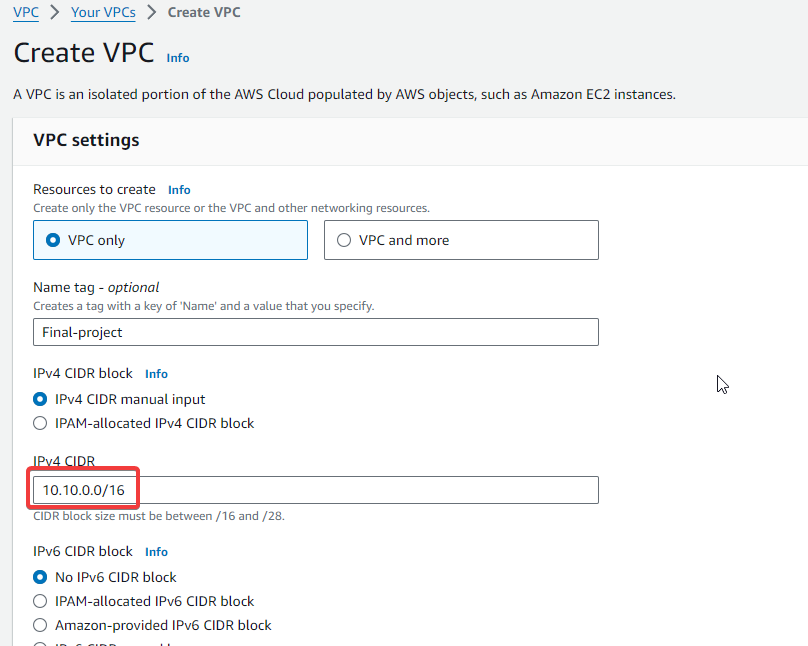 VPC > Your VPCs > Create VPC
Create VPC Info
A VPC is an isolated portion of the AWS Cloud populated by AWS objects, such as Amazon EC2 instances.
VPC settings
Resources to create Info
Create only the VPC resource or the VPC and other networking resources.
VPC only VPC and more
Name tag - optional
Creates a tag with a key of 'Name' and a value that you specify.
Final-project
IPv4 CIDR block Info
IPv4 CIDR manual input
IPAM-allocated IPv4 CIDR block
IPv4 CIDR
10.10.0.0/16
CIDR block size must be between /16 and /28.
IPv6 CIDR block Info
No IPv6 CIDR block
IPAM-allocated IPv6 CIDR block
Amazon-provided IPv6 CIDR block